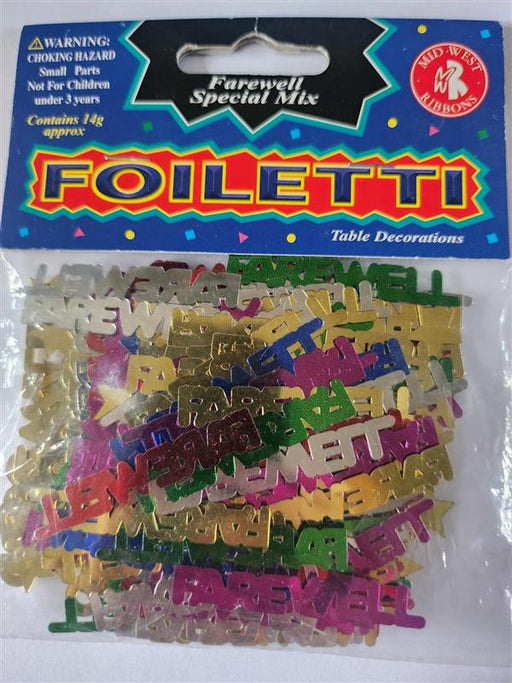 ⚠WARNING:
CHOKING HAZARD
Small Parts
Not For Children
under 3 years
Contains 14g
approx
Farewell
Special Mix
MID-WEST
RIBBONS
FOILETTI
Table Decorations
FAREWELL
FAREWELL
FAREWELL
FAREWELL